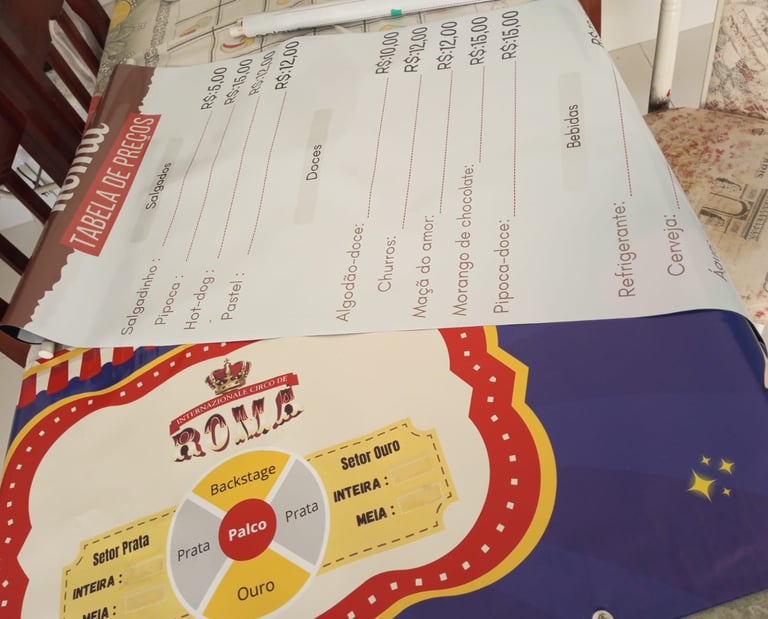 TABELA DE PREÇOS
Salgados
Salgadinho : R$:5,00
Pipoca : R$:15,00
Hot-dog : R$:12,00
Pastel : R$:12,00
Doces
Algodão-doce: R$:10,00
Churros: R$:12,00
Maçã do amor: R$:12,00
Morango de chocolate: R$:15,00
Pipoca-doce: R$:15,00
Bebidas
Refrigerante:
Cerveja:
INTERNAZIONALE CIRCO DE
ROMA
Backstage
Prata
Palco
Prata
Ouro
Setor Ouro
INTEIRA :
MEIA :
Setor Prata
INTEIRA :
MEIA :